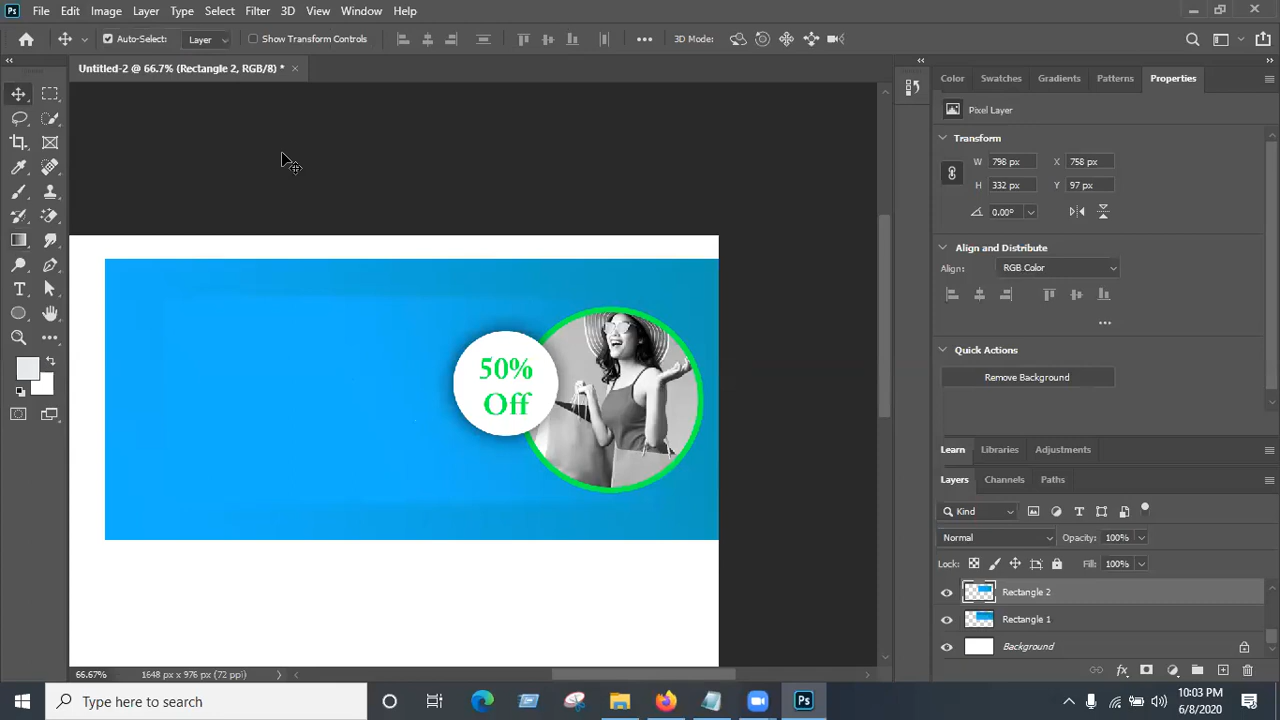 Ps File Edit Image Layer Type Select Filter 3D View Window Help
Auto-Select: Layer Show Transform Controls 3D Mode:
Untitled-2 @ 66.7% (Rectangle 2, RGB/8) *
Color Swatches Gradients Patterns Properties
Pixel Layer
Transform
W 798 px X 758 px
H 332 px Y 97 px
0.00°
Align and Distribute
Align: RGB Color
Quick Actions
Remove Background
50%
Off
Learn Libraries Adjustments
Layers Channels Paths
Kind
Normal Opacity: 100%
Lock: Fill: 100%
Rectangle 2
Rectangle 1
Background
66.67% 1648 px x 976 px (72 ppi)
Type here to search
Ps
10:03 PM
6/8/2020